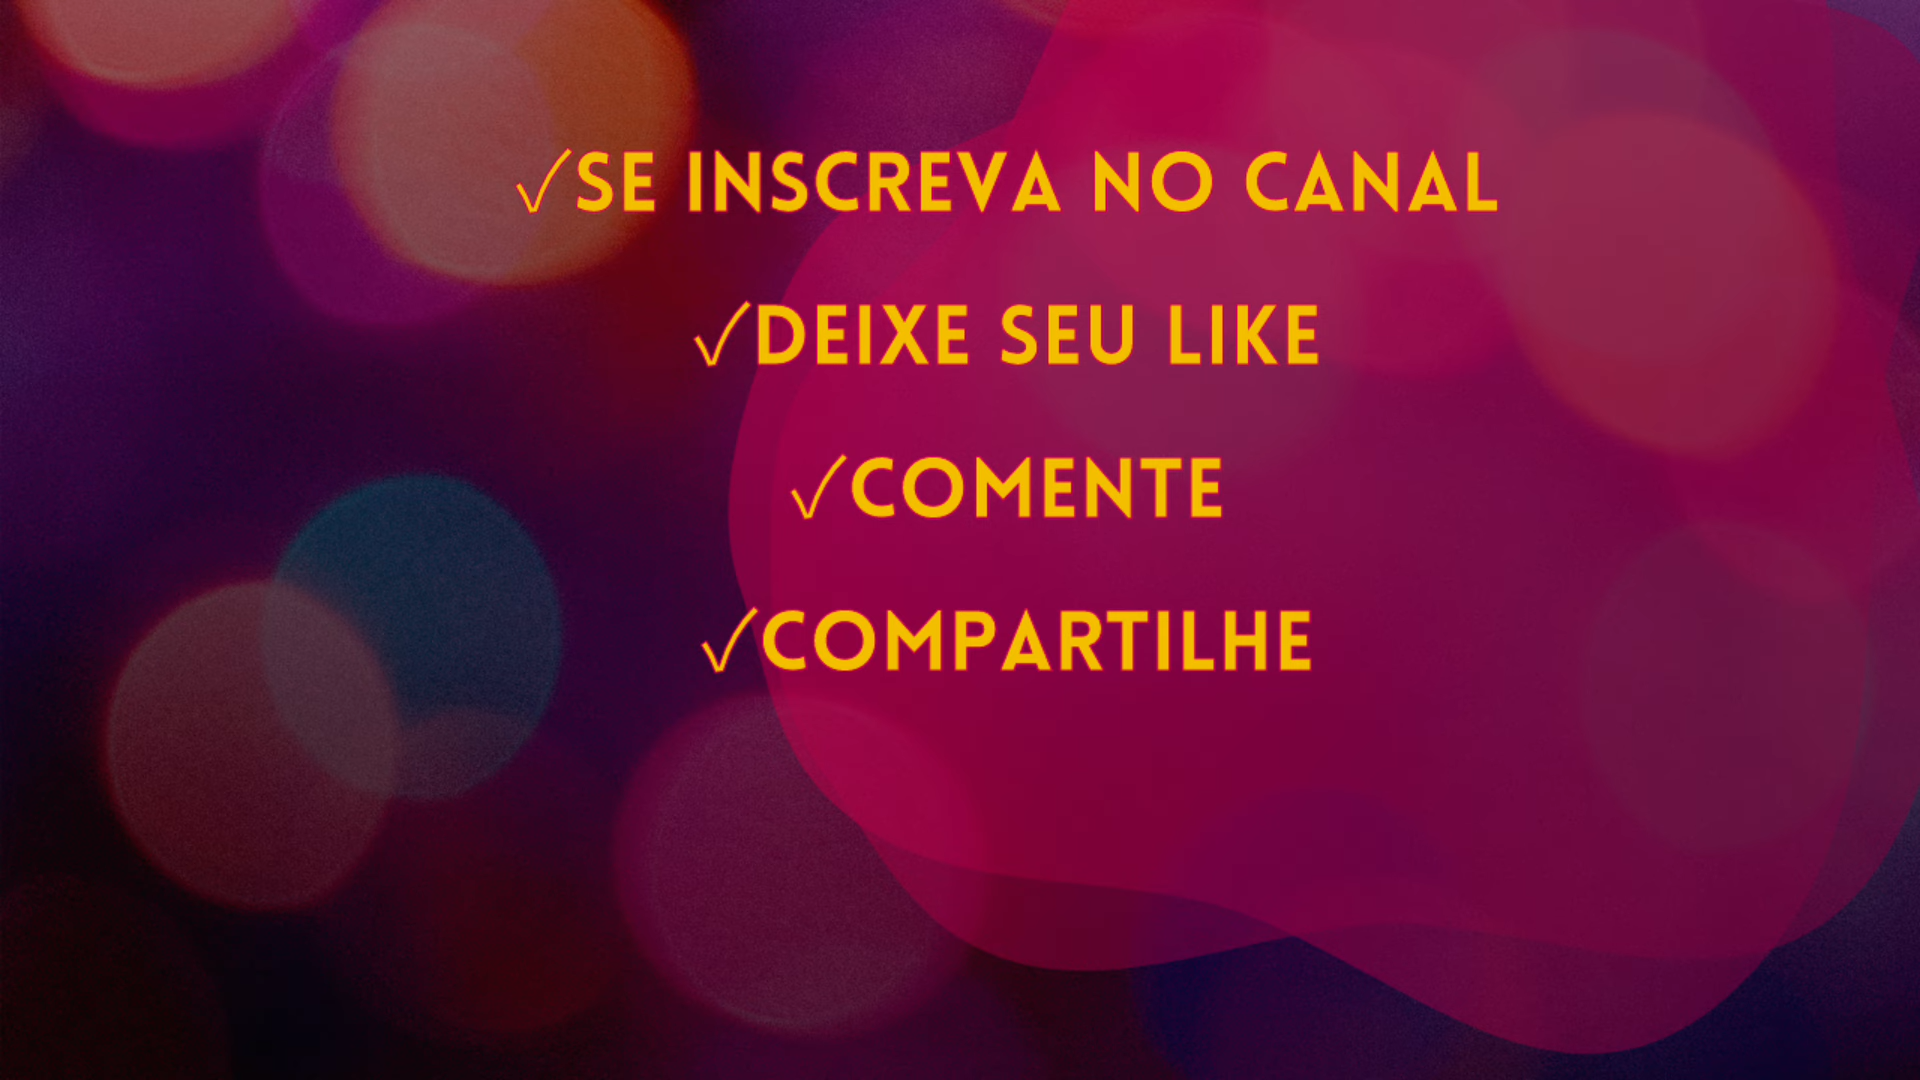 ✓SE INSCREVA NO CANAL
✓DEIXE SEU LIKE
✓COMENTE
✓COMPARTILHE